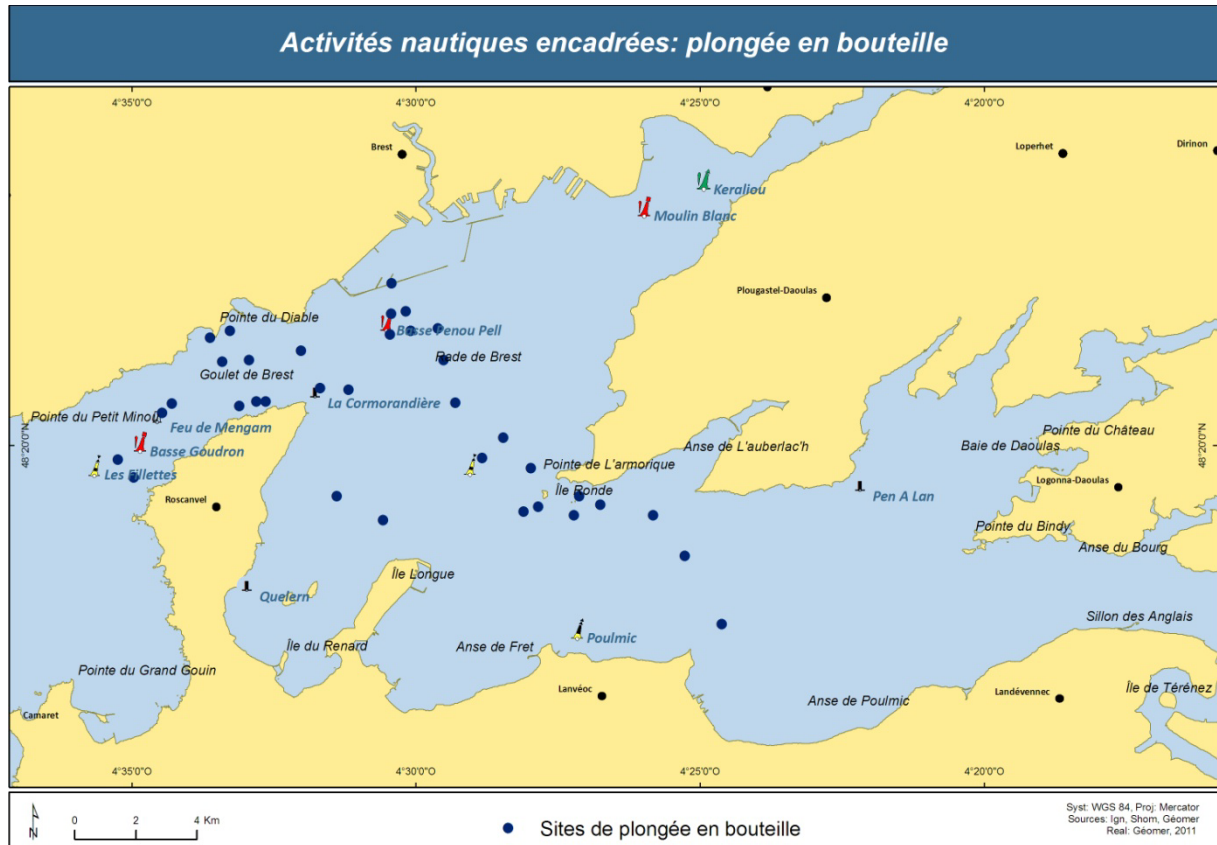 Activités nautiques encadrées: plongée en bouteille
4°35'0"O
4°30'0"O
4°25'0"O
4°20'0"O
Brest
Loperhet
Dirinon
Keraliou
Moulin Blanc
Plougastel-Daoulas
Pointe du Diable
Basse Penou Pell
Rade de Brest
Goulet de Brest
La Cormorandière
Pointe du Petit Minou
Feu de Mengam
Basse Goudron
Les Fillettes
48°20'0"N
48°20'0"N
Roscanvel
Anse de L'auberlac'h
Pointe de L'armorique
Île Ronde
Pointe du Château
Baie de Daoulas
Logonna-Daoulas
Pen A Lan
Pointe du Bindy
Anse du Bourg
Île Longue
Quelern
Sillon des Anglais
Île du Renard
Anse de Fret
Poulmic
Pointe du Grand Gouin
Île de Térénez
Lanvéoc
Anse de Poulmic
Landévennec
Camaret
4°35'0"O
4°30'0"O
4°25'0"O
4°20'0"O
N
0 2 4 Km
Sites de plongée en bouteille
Syst: WGS 84, Proj: Mercator
Sources: Ign, Shom, Géomer
Real: Géomer, 2011